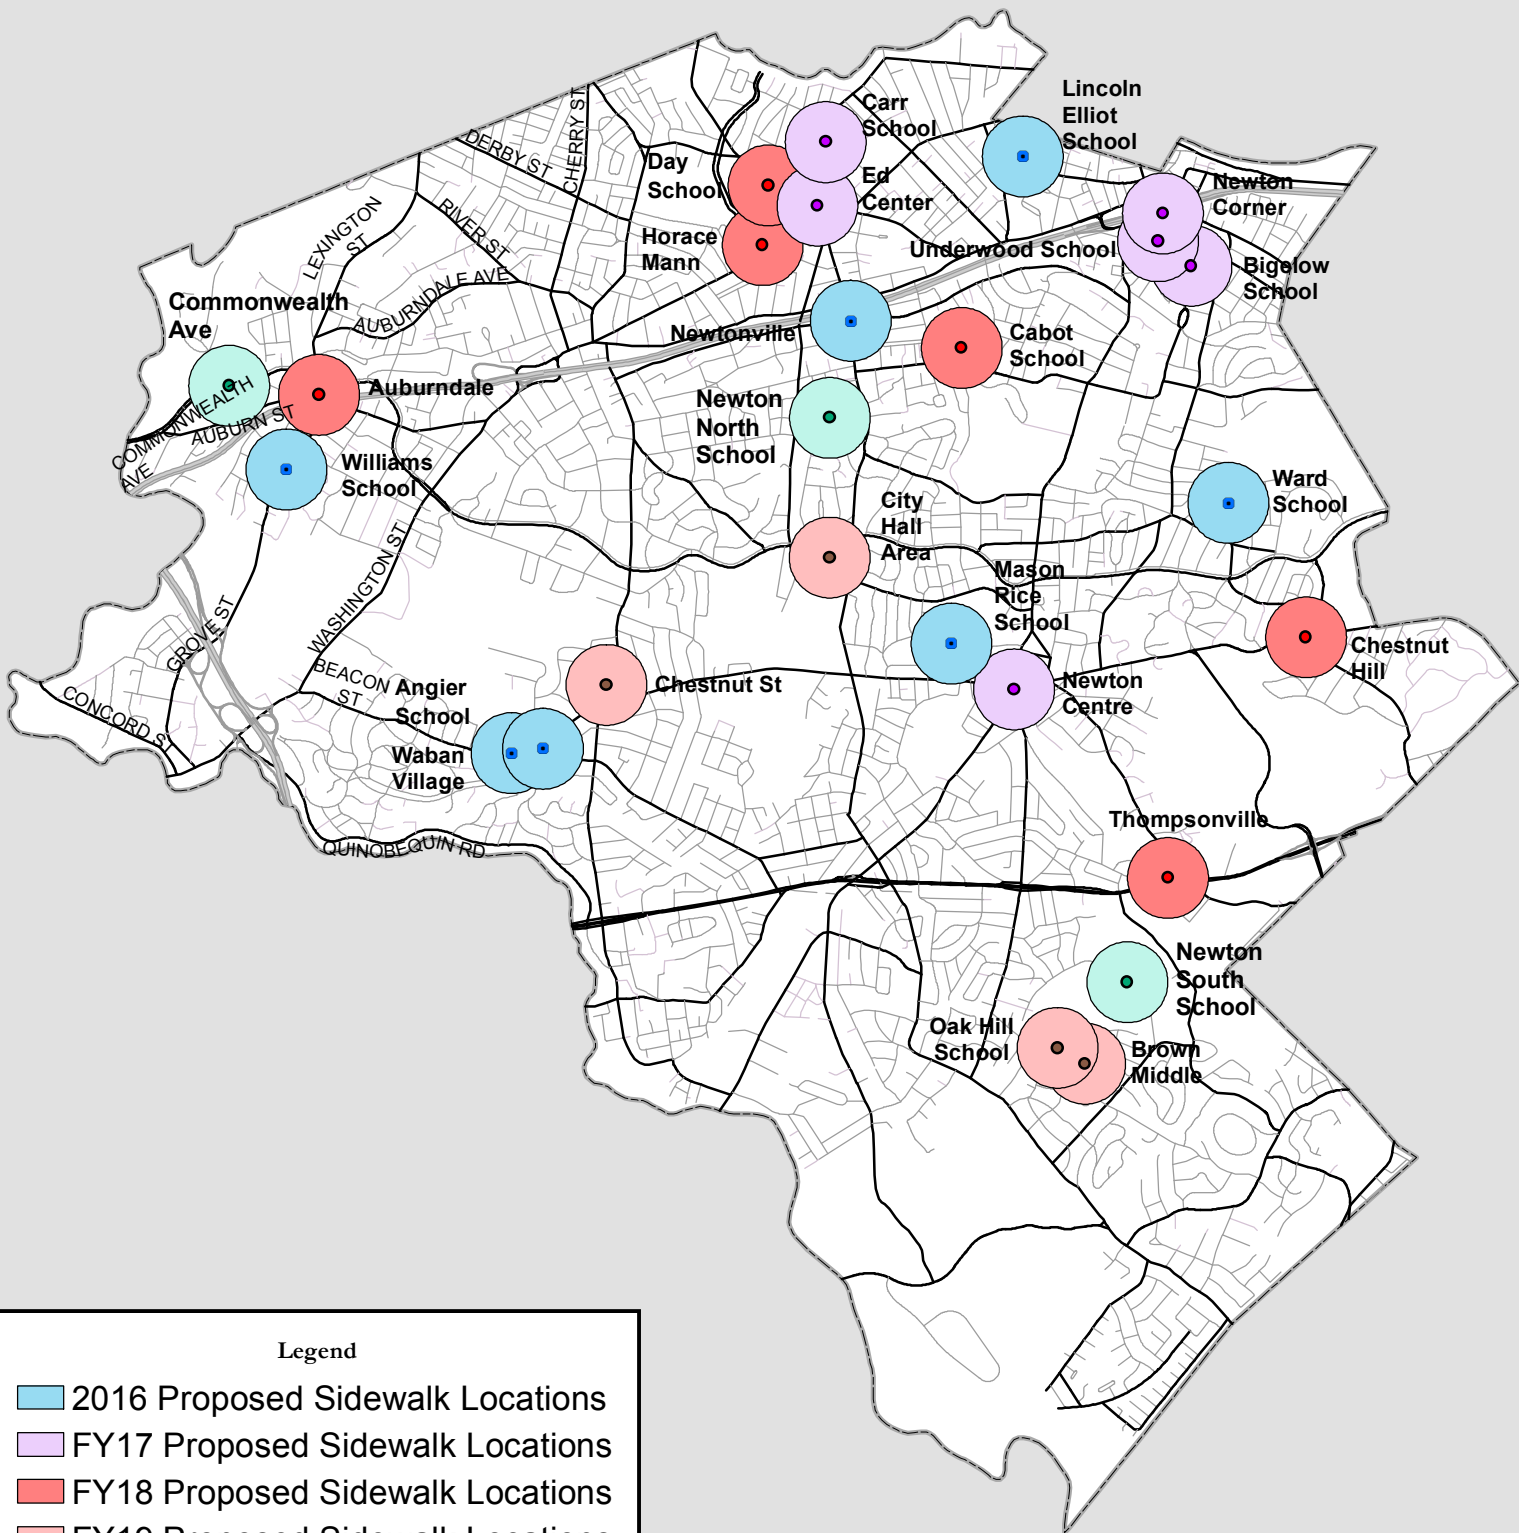 Lincoln
Elliot
School
Carr
School
CHERRY ST
DERBY ST
Day
School
Ed
Center
Newton
Corner
LEXINGTON
ST
RIVER ST
Horace
Mann
Underwood School
Bigelow
School
AUBURNDALE AVE
Commonwealth
Ave
Newtonville
Cabot
School
Auburndale
COMMONWEALTH
AVE
AUBURN ST
Newton
North
School
Williams
School
Ward
School
City
Hall
Area
WASHINGTON ST
Mason
Rice
School
GROVE ST
Chestnut
Hill
BEACON
ST
Angier
School
Chestnut St
Newton
Centre
CONCORD ST
Waban
Village
Thompsonville
QUINOBEQUIN RD
Newton
South
School
Oak Hill
School
Brown
Middle
Legend
2016 Proposed Sidewalk Locations
FY17 Proposed Sidewalk Locations
FY18 Proposed Sidewalk Locations
FY19 Proposed Sidewalk Locations